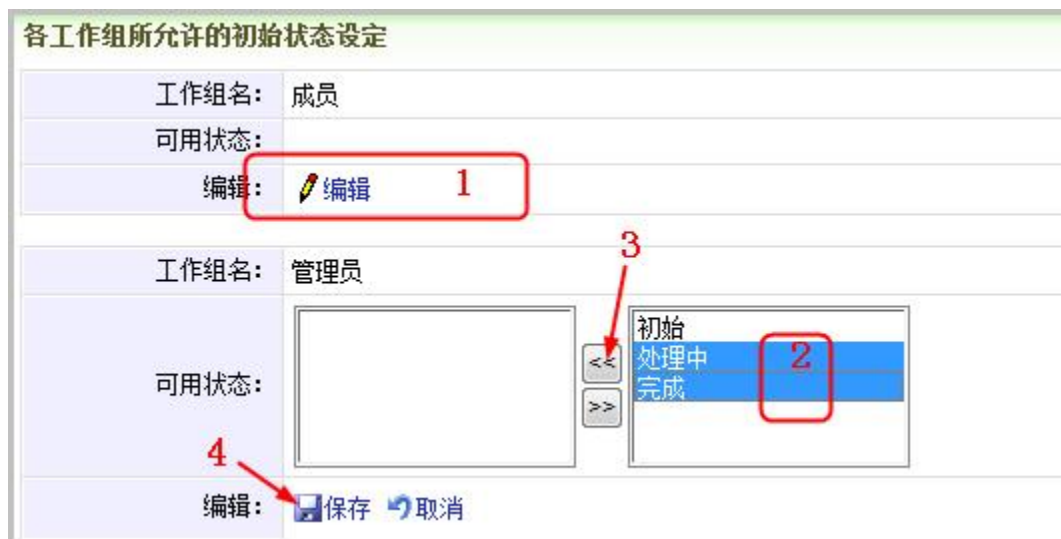 各工作组所允许的初始状态设定
工作组名： 成员
可用状态：
编辑： 编辑 1
3
工作组名： 管理员
初始
<< 处理中 2
可用状态： 完成
>>
4
编辑： 保存 取消